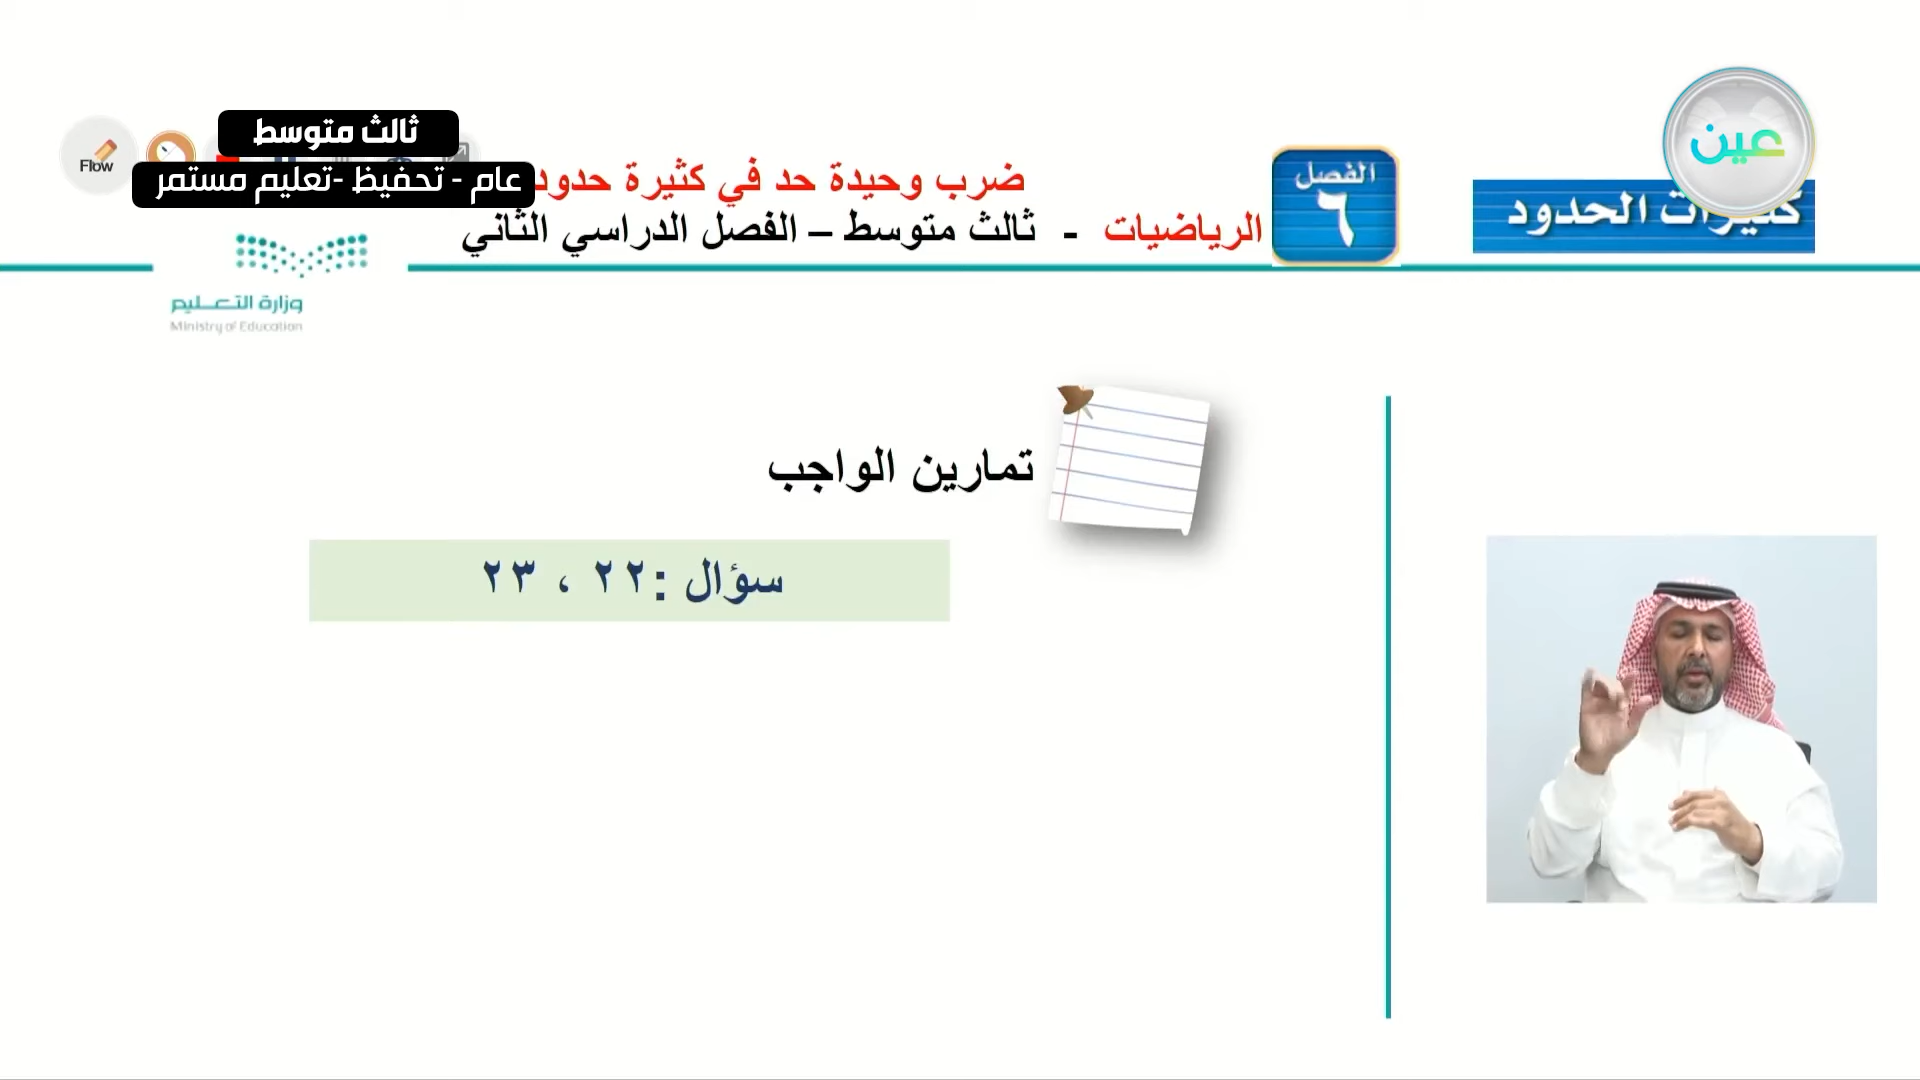 ثالث متوسط
عام - تحفيظ -تعليم مستمر
Flow
عين
ضرب وحيدة حد في كثيرة حدود
الرياضيات - ثالث متوسط – الفصل الدراسي الثاني
الفصل
٦
كثيرات الحدود
وزارة التعليم
Ministry of Education
تمارين الواجب
سؤال :٢٢ ، ٢٣